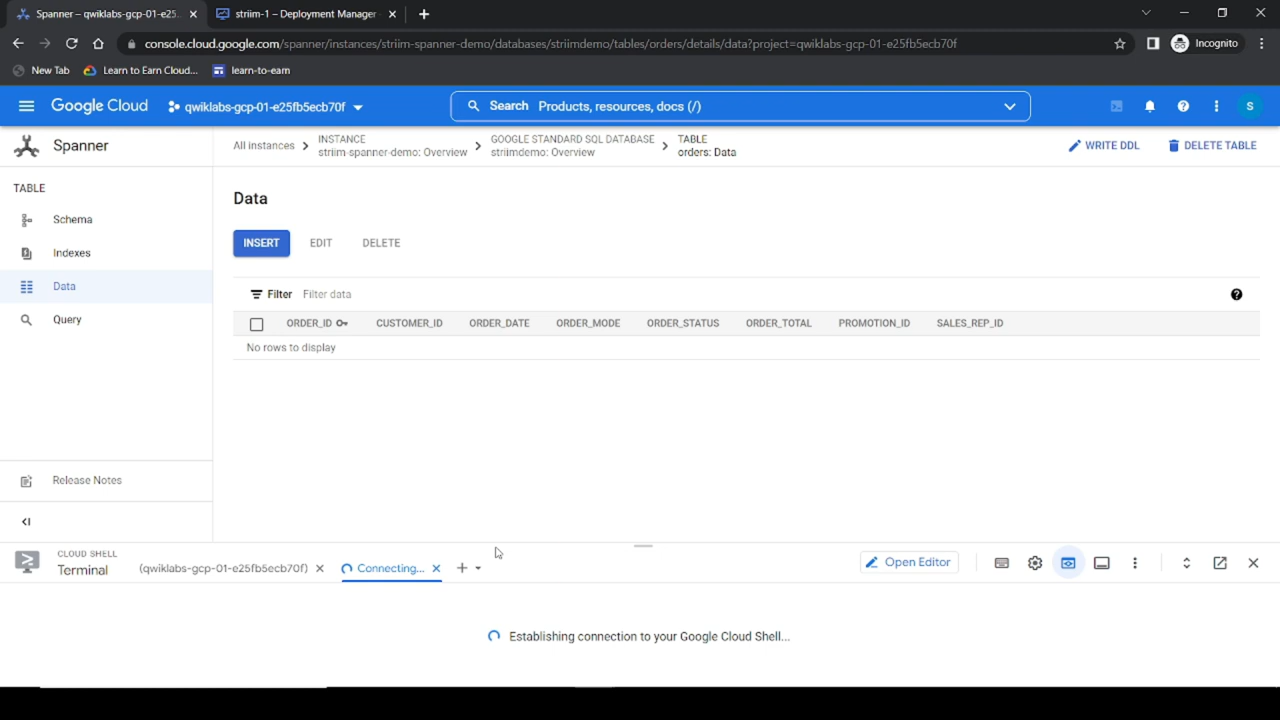 Spanner – qwiklabs-gcp-01-e25
striim-1 – Deployment Manager
console.cloud.google.com/spanner/instances/striim-spanner-demo/databases/striimdemo/tables/orders/details/data?project=qwiklabs-gcp-01-e25fb5ecb70f
Incognito
New Tab
Learn to Earn Cloud...
learn-to-earn
Google Cloud
qwiklabs-gcp-01-e25fb5ecb70f
Search Products, resources, docs (/)
S
Spanner
All instances
INSTANCE
striim-spanner-demo: Overview
GOOGLE STANDARD SQL DATABASE
striimdemo: Overview
TABLE
orders: Data
WRITE DDL
DELETE TABLE
TABLE
Schema
Indexes
Data
Query
Release Notes
Data
INSERT
EDIT
DELETE
Filter Filter data
ORDER_ID CUSTOMER_ID ORDER_DATE ORDER_MODE ORDER_STATUS ORDER_TOTAL PROMOTION_ID SALES_REP_ID
No rows to display
CLOUD SHELL
Terminal
(qwiklabs-gcp-01-e25fb5ecb70f)
Connecting...
Open Editor
Establishing connection to your Google Cloud Shell...